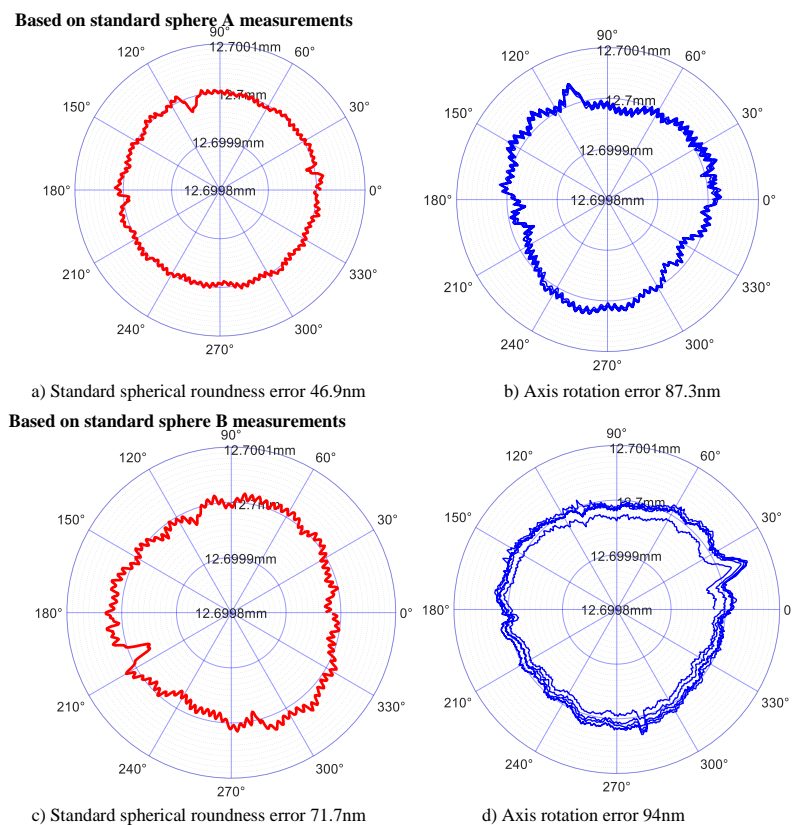 Based on standard sphere A measurements
90°
12.7001mm
120°
60°
12.7mm
150°
30°
12.6999mm
180°
12.6998mm
0°
210°
330°
240°
300°
270°
a) Standard spherical roundness error 46.9nm
90°
12.7001mm
120°
60°
12.7mm
150°
30°
12.6999mm
180°
12.6998mm
0°
210°
330°
240°
300°
270°
b) Axis rotation error 87.3nm
Based on standard sphere B measurements
90°
12.7001mm
120°
60°
12.7mm
150°
30°
12.6999mm
180°
12.6998mm
0°
210°
330°
240°
300°
270°
c) Standard spherical roundness error 71.7nm
90°
12.7001mm
120°
60°
12.7mm
150°
30°
12.6999mm
180°
12.6998mm
0
210°
330°
240°
300°
270°
d) Axis rotation error 94nm